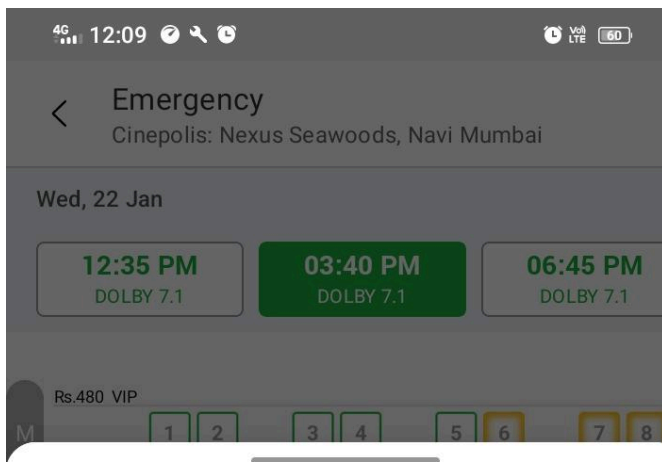 4G 12:09 Vo) LTE 60
Emergency
Cinepolis: Nexus Seawoods, Navi Mumbai
Wed, 22 Jan
12:35 PM 03:40 PM 06:45 PM
DOLBY 7.1 DOLBY 7.1 DOLBY 7.1
Rs.480 VIP
M 1 2 3 4 5 6 7 8